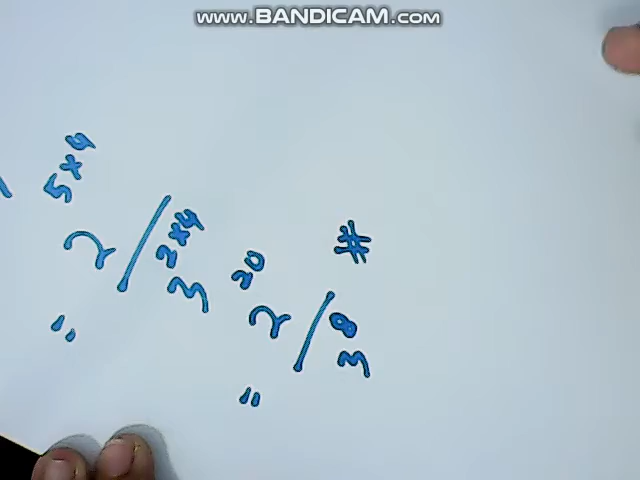 www.BANDICAM.com
= 2^{5×4} / 3^{2×4}
= 2^{20} / 3^{8} #